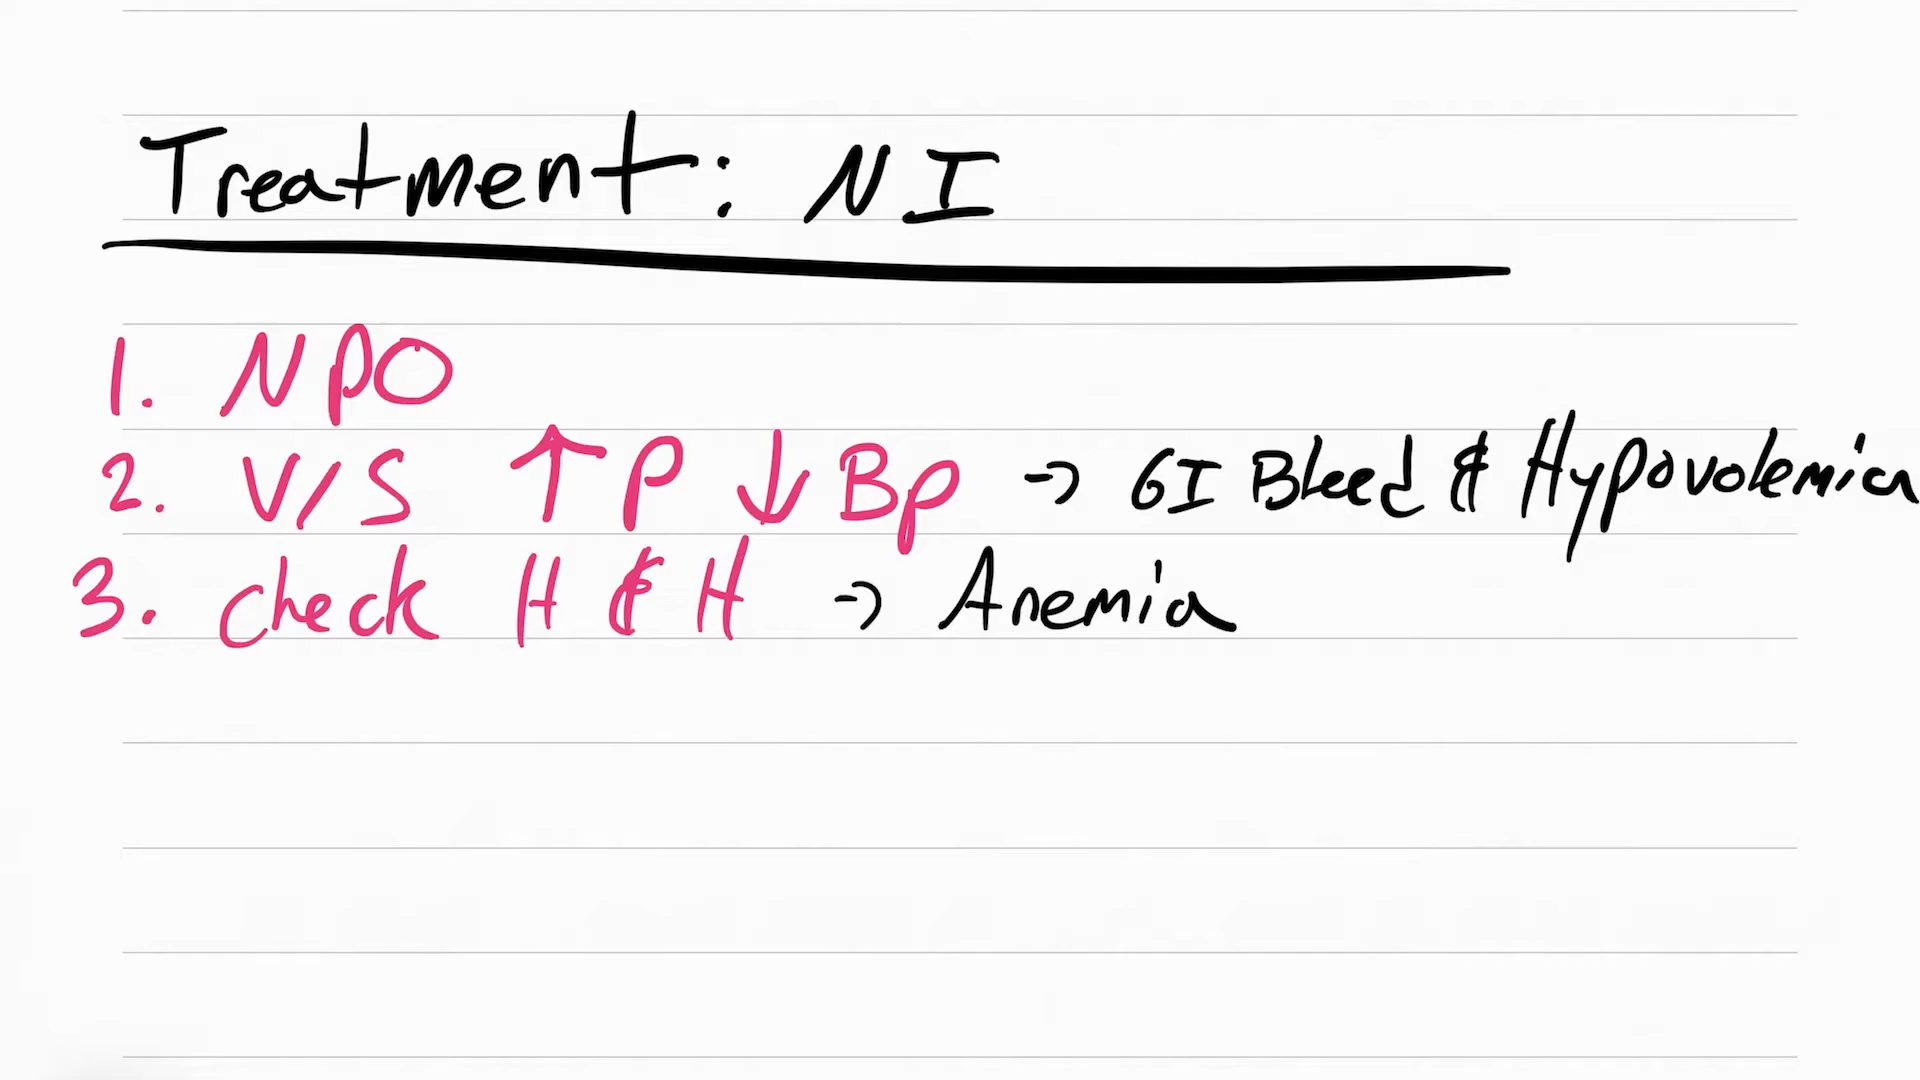 Treatment: NI
1. NPO
2. V/S ↑ P ↓ Bp → GI Bleed & Hypovolemia
3. check H & H → Anemia